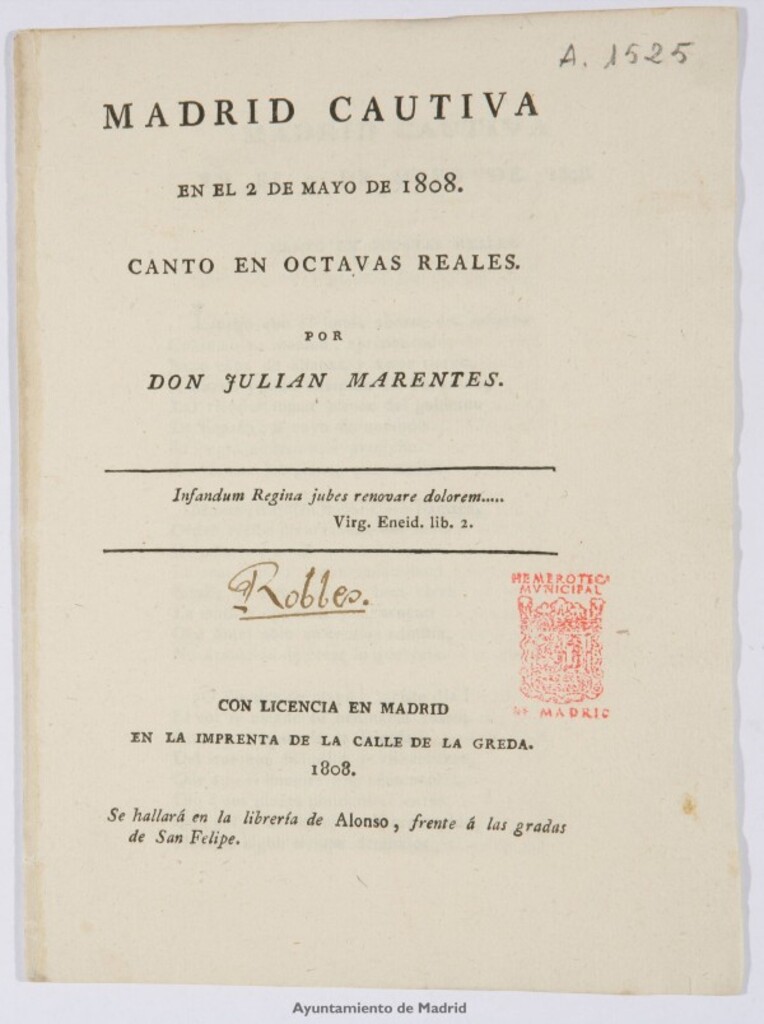 A. 1525
MADRID CAUTIVA
EN EL 2 DE MAYO DE 1808.
CANTO EN OCTAVAS REALES.
POR
DON JULIAN MARENTES.
Infandum Regina jubes renovare dolorem.....
Virg. Eneid. lib. 2.
Robles.
HEMEROTECA
MVNICIPAL
MADRID
CON LICENCIA EN MADRID
EN LA IMPRENTA DE LA CALLE DE LA GREDA.
1808.
Se hallará en la librería de Alonso, frente á las gradas
de San Felipe.
Ayuntamiento de Madrid